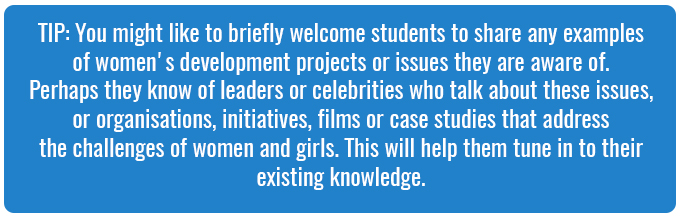 TIP: You might like to briefly welcome students to share any examples
of women's development projects or issues they are aware of.
Perhaps they know of leaders or celebrities who talk about these issues,
or organisations, initiatives, films or case studies that address
the challenges of women and girls. This will help them tune in to their
existing knowledge.